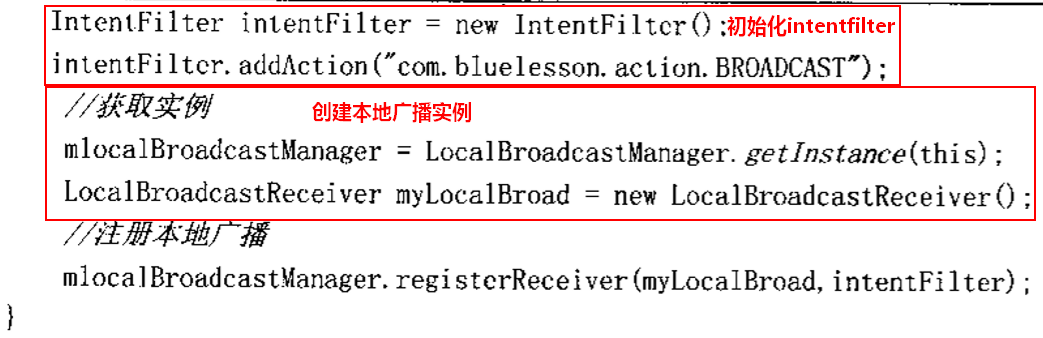 IntentFilter intentFilter = new IntentFilter();初始化intentfilter
intentFilter.addAction("com.bluelesson.action.BROADCAST");
//获取实例 创建本地广播实例
mlocalBroadcastManager = LocalBroadcastManager.getInstance(this);
LocalBroadcastReceiver myLocalBroad = new LocalBroadcastReceiver();
//注册本地广播
mlocalBroadcastManager.registerReceiver(myLocalBroad, intentFilter);
}